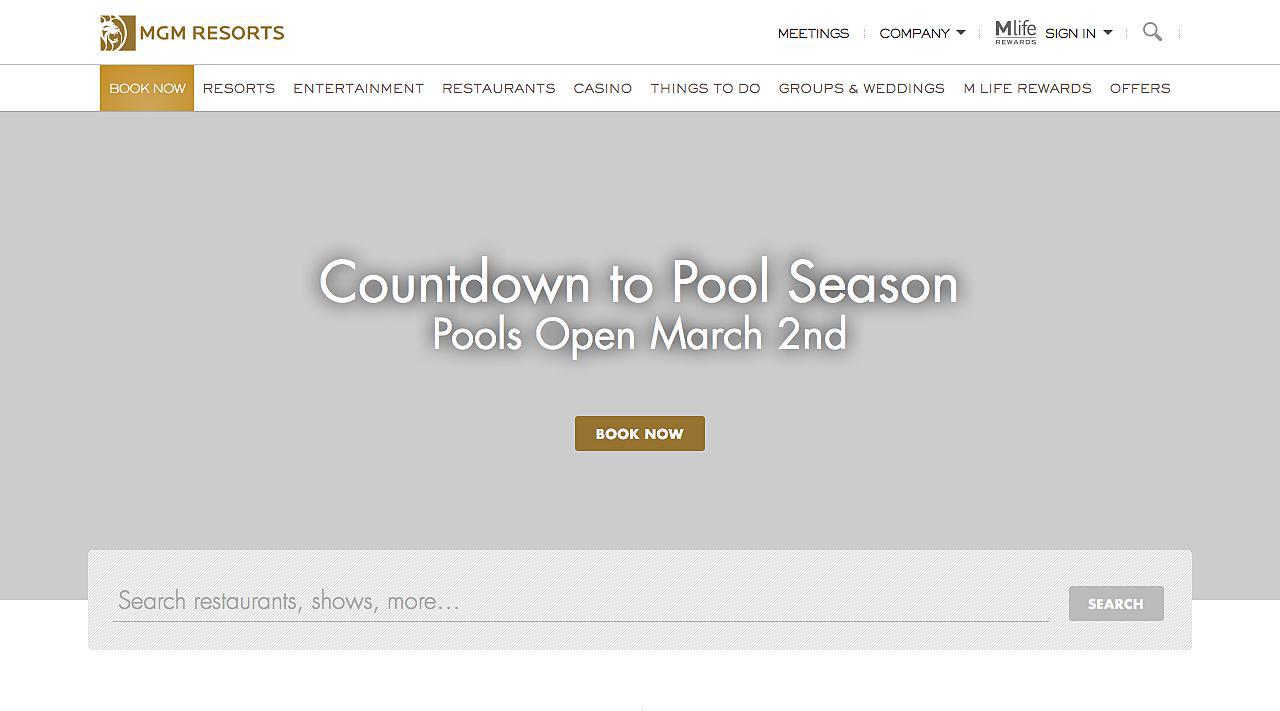 MGM RESORTS
MEETINGS COMPANY Mlife REWARDS SIGN IN
BOOK NOW RESORTS ENTERTAINMENT RESTAURANTS CASINO THINGS TO DO GROUPS & WEDDINGS M LIFE REWARDS OFFERS
Countdown to Pool Season
Pools Open March 2nd
BOOK NOW
Search restaurants, shows, more... SEARCH